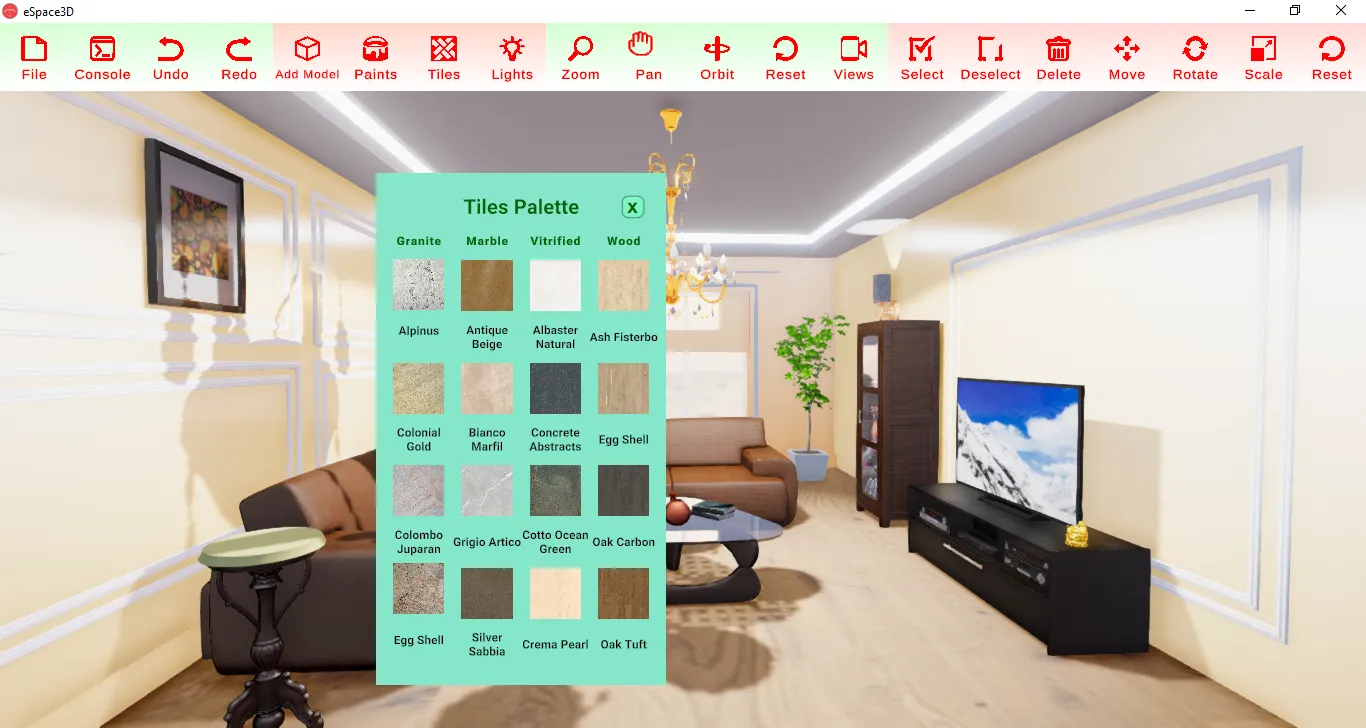 eSpace3D
File Console Undo Redo Add Model Paints Tiles Lights Zoom Pan Orbit Reset Views Select Deselect Delete Move Rotate Scale Reset
Tiles Palette X
Granite Marble Vitrified Wood
Alpinus
Antique
Beige
Albaster
Natural
Ash Fisterbo
Colonial
Gold
Bianco
Marfil
Concrete
Abstracts
Egg Shell
Colombo
Juparan
Grigio Artico
Cotto Ocean
Green
Oak Carbon
Egg Shell
Silver
Sabbia
Crema Pearl
Oak Tuft